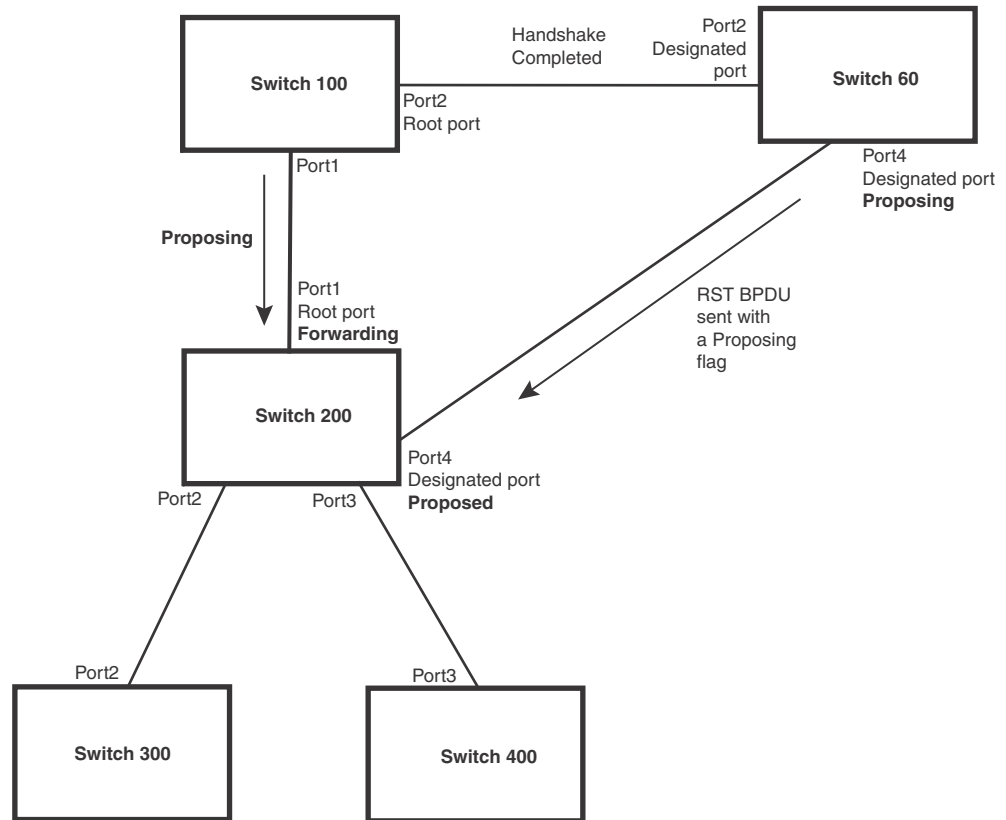 Handshake
Completed
Port2
Designated
port
Switch 100
Switch 60
Port2
Root port
Port1
Port4
Designated port
Proposing
Proposing
Port1
Root port
Forwarding
RST BPDU
sent with
a Proposing
flag
Switch 200
Port4
Designated port
Proposed
Port2
Port3
Port2
Port3
Switch 300
Switch 400